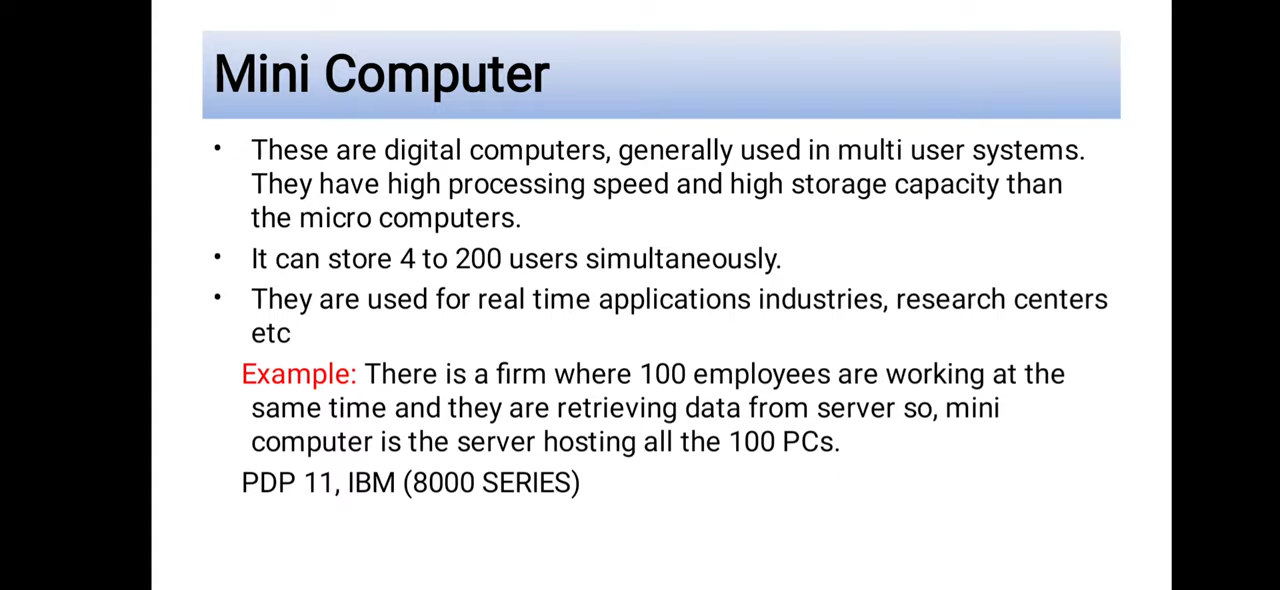 Mini Computer
• These are digital computers, generally used in multi user systems.
They have high processing speed and high storage capacity than
the micro computers.
• It can store 4 to 200 users simultaneously.
• They are used for real time applications industries, research centers
etc
Example: There is a firm where 100 employees are working at the
same time and they are retrieving data from server so, mini
computer is the server hosting all the 100 PCs.
PDP 11, IBM (8000 SERIES)